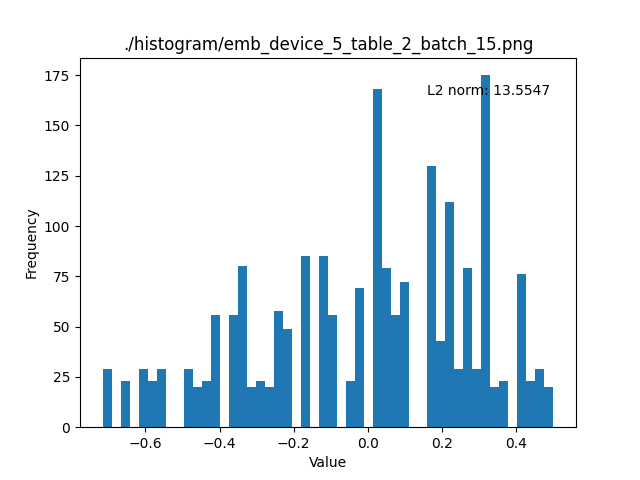 ./histogram/emb_device_5_table_2_batch_15.png
L2 norm: 13.5547
175
150
125
100
75
50
25
0
Frequency
−0.6 −0.4 −0.2 0.0 0.2 0.4
Value